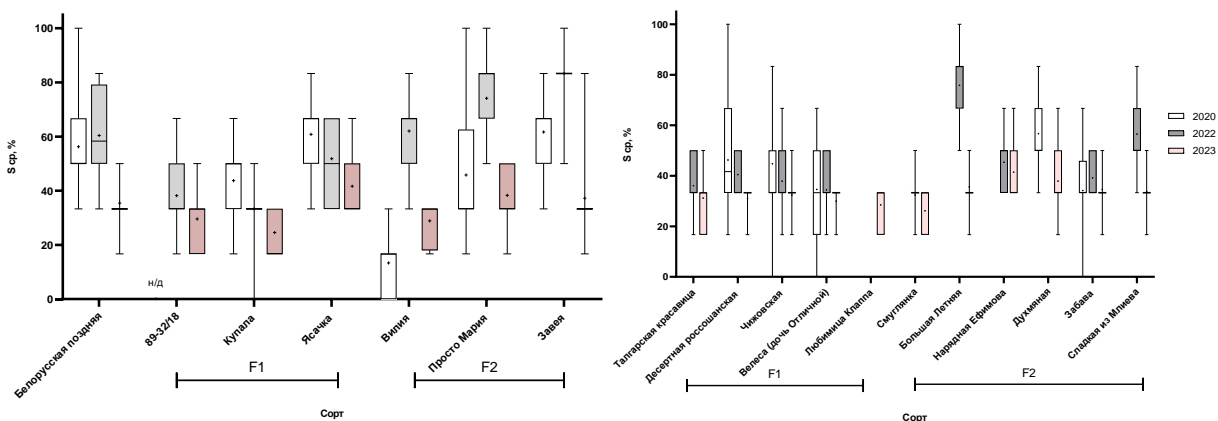 S ср, %
100
80
60
40
20
0
н/д
Белорусская поздняя
89-32/18
Купала
Ясачка
Вилия
Просто Мария
Завея
F1
F2
Сорт
S ср, %
100
80
60
40
20
0
Талгарская красавица
Десертная россошанская
Чижовская
Велеса (дочь Отличной)
Любимица Клаппа
Смуглянка
Большая Летняя
Нарядная Ефимова
Духмяная
Забава
Сладкая из Млиева
F1
F2
Сорт
2020
2022
2023